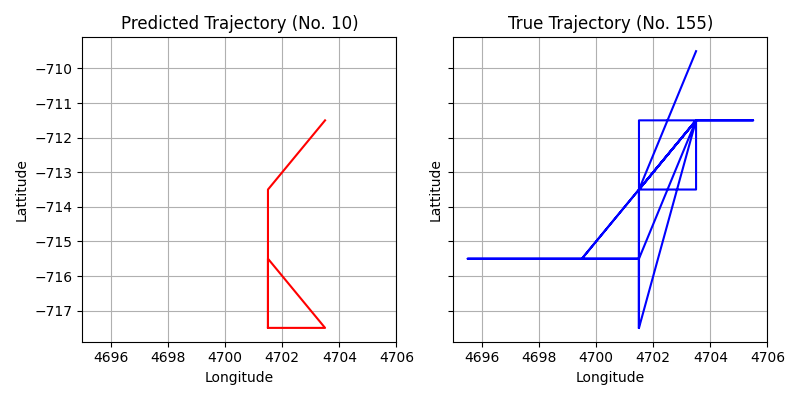 Predicted Trajectory (No. 10)
True Trajectory (No. 155)
−710
−711
−712
−713
−714
−715
−716
−717
Lattitude
4696 4698 4700 4702 4704 4706
Longitude
Lattitude
4696 4698 4700 4702 4704 4706
Longitude